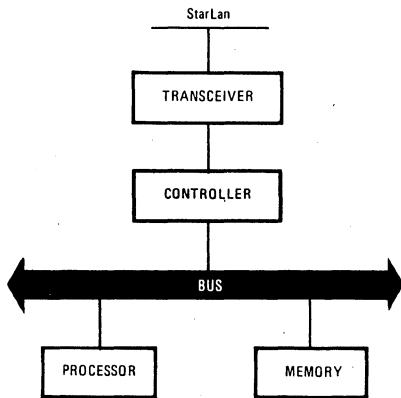 StarLan
TRANSCEIVER
CONTROLLER
BUS
PROCESSOR
MEMORY